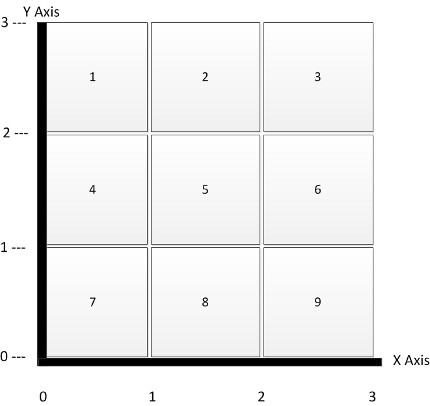 Y Axis
3 ---
1 2 3
2 ---
4 5 6
1 ---
7 8 9
0 ---
X Axis
0 1 2 3